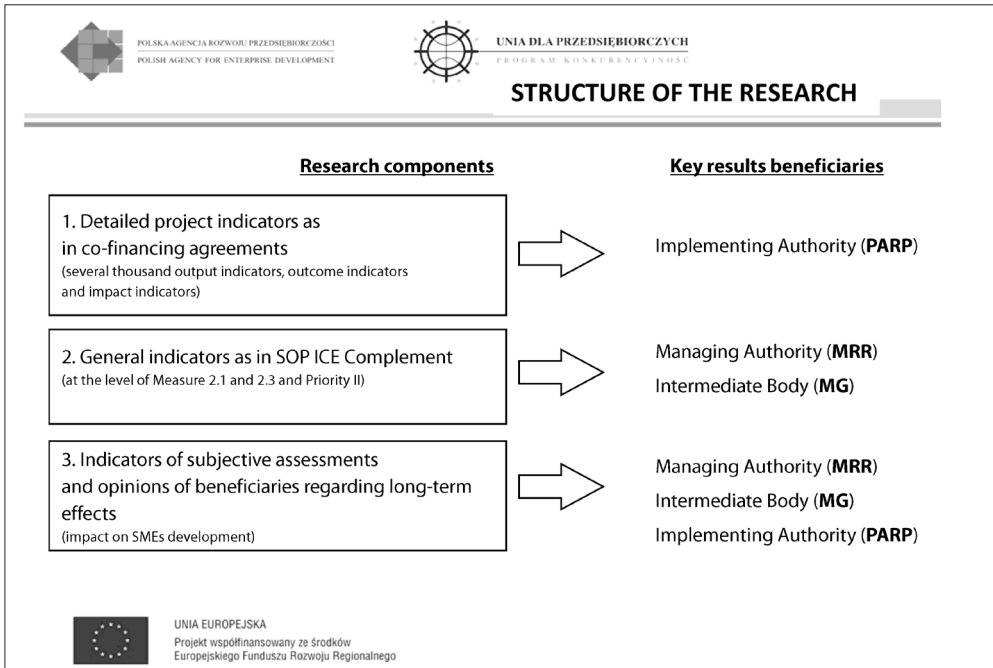 POLSKA AGENCJA ROZWOJU PRZEDSIĘBIORCZOŚCI
POLISH AGENCY FOR ENTERPRISE DEVELOPMENT
UNIA DLA PRZEDSIĘBIORCZYCH
PROGRAM KONKURENCYJNOŚĆ
STRUCTURE OF THE RESEARCH
Research components
Key results beneficiaries
1. Detailed project indicators as
in co-financing agreements
(several thousand output indicators, outcome indicators
and impact indicators)
Implementing Authority (PARP)
2. General indicators as in SOP ICE Complement
(at the level of Measure 2.1 and 2.3 and Priority II)
Managing Authority (MRR)
Intermediate Body (MG)
3. Indicators of subjective assessments
and opinions of beneficiaries regarding long-term
effects
(impact on SMEs development)
Managing Authority (MRR)
Intermediate Body (MG)
Implementing Authority (PARP)
UNIA EUROPEJSKA
Projekt współfinansowany ze środków
Europejskiego Funduszu Rozwoju Regionalnego